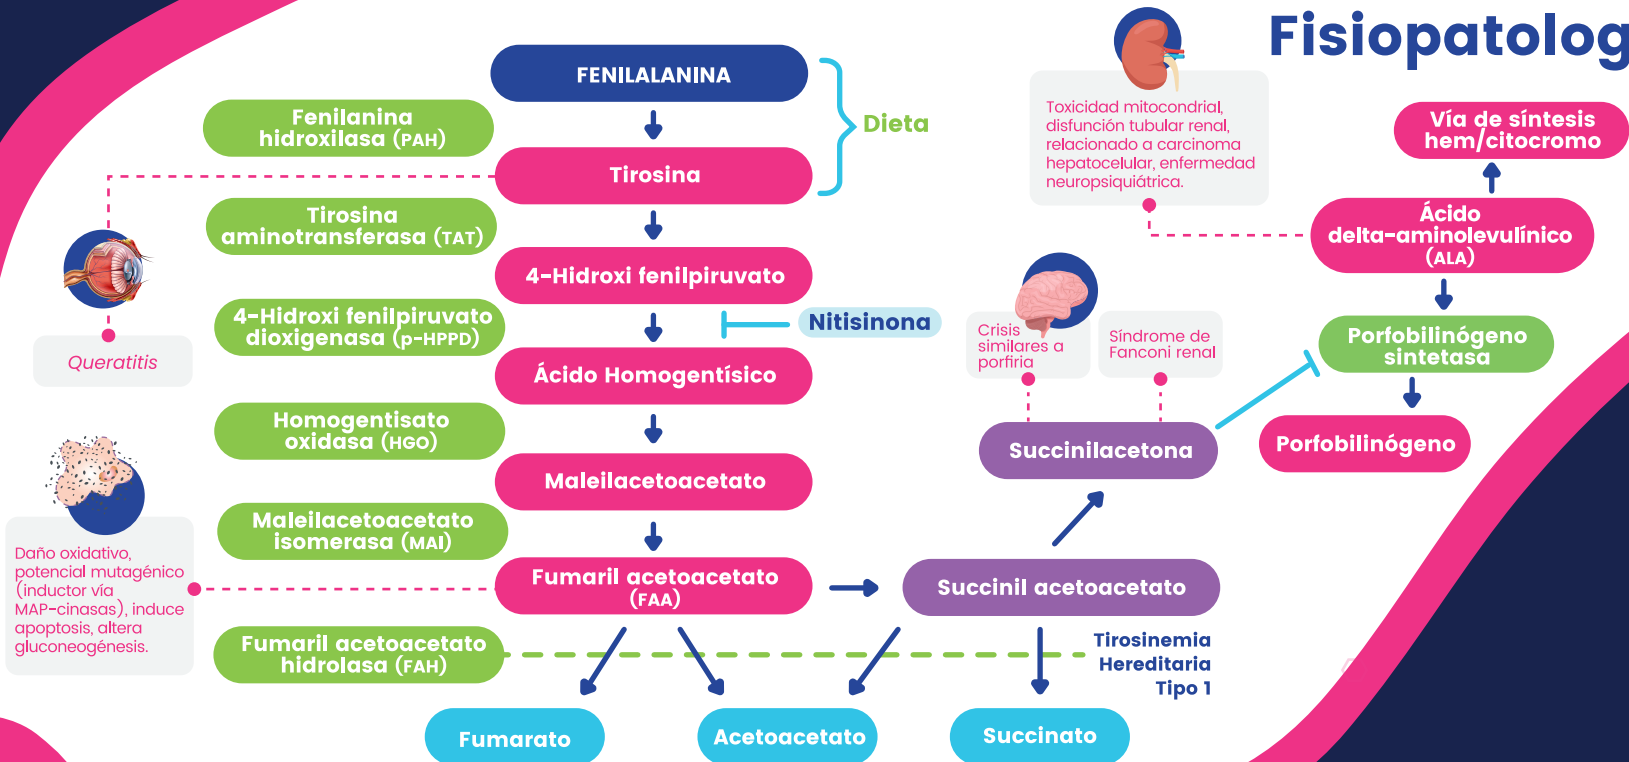 Fisiopatolog
FENILALANINA
Dieta
Fenilanina
hidroxilasa (PAH)
Tirosina
Tirosina
aminotransferasa (TAT)
4-Hidroxi fenilpiruvato
4-Hidroxi fenilpiruvato
dioxigenasa (p-HPPD)
Nitisinona
Queratitis
Ácido Homogentísico
Homogentisato
oxidasa (HGO)
Maleilacetoacetato
Maleilacetoacetato
isomerasa (MAI)
Daño oxidativo,
potencial mutagénico
(inductor vía
MAP-cinasas), induce
apoptosis, altera
gluconeogénesis.
Fumaril acetoacetato
(FAA)
Succinil acetoacetato
Fumaril acetoacetato
hidrolasa (FAH)
Tirosinemia
Hereditaria
Tipo 1
Fumarato
Acetoacetato
Succinato
Toxicidad mitocondrial,
disfunción tubular renal,
relacionado a carcinoma
hepatocelular, enfermedad
neuropsiquiátrica.
Vía de síntesis
hem/citocromo
Ácido
delta-aminolevulínico
(ALA)
Crisis
similares a
porfiria
Síndrome de
Fanconi renal
Porfobilinógeno
sintetasa
Succinilacetona
Porfobilinógeno